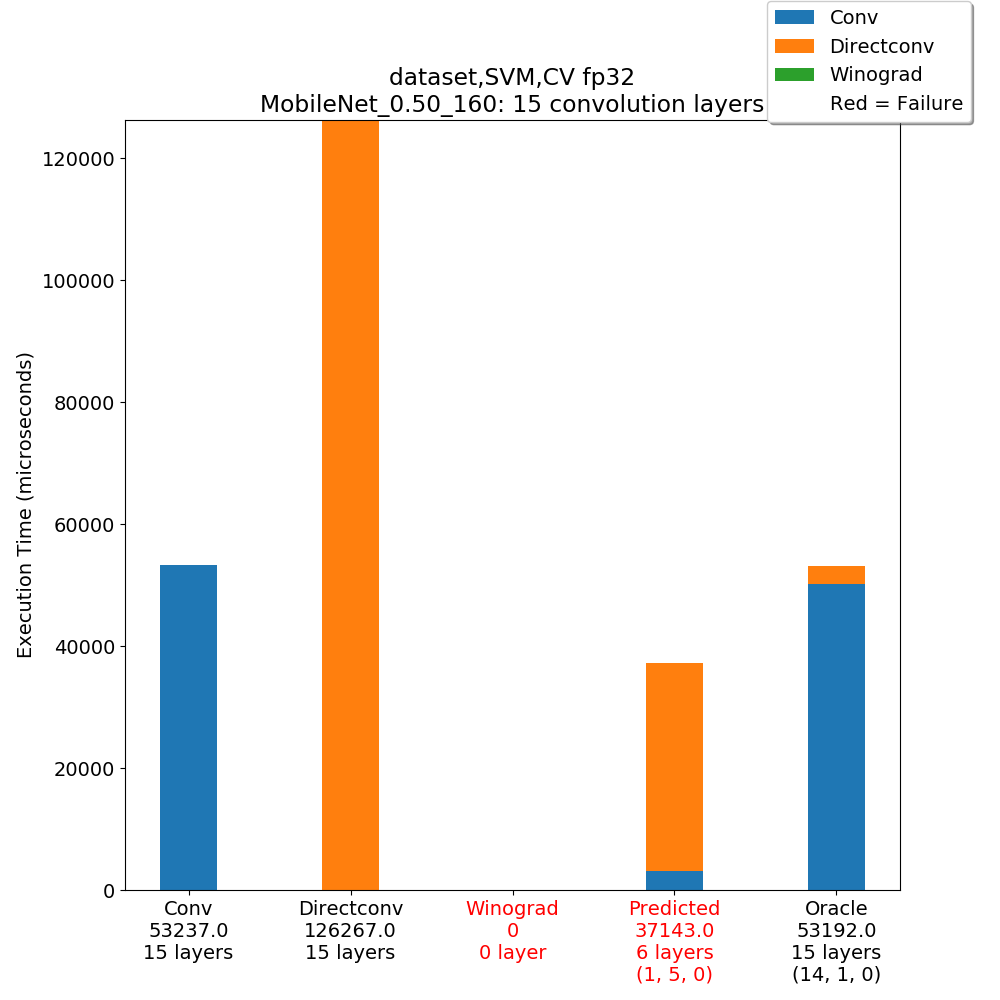 Conv
Directconv
Winograd
Red = Failure
dataset,SVM,CV fp32
MobileNet_0.50_160: 15 convolution layers
Execution Time (microseconds)
120000
100000
80000
60000
40000
20000
0
Conv
53237.0
15 layers
Directconv
126267.0
15 layers
Winograd
0
0 layer
Predicted
37143.0
6 layers
(1, 5, 0)
Oracle
53192.0
15 layers
(14, 1, 0)